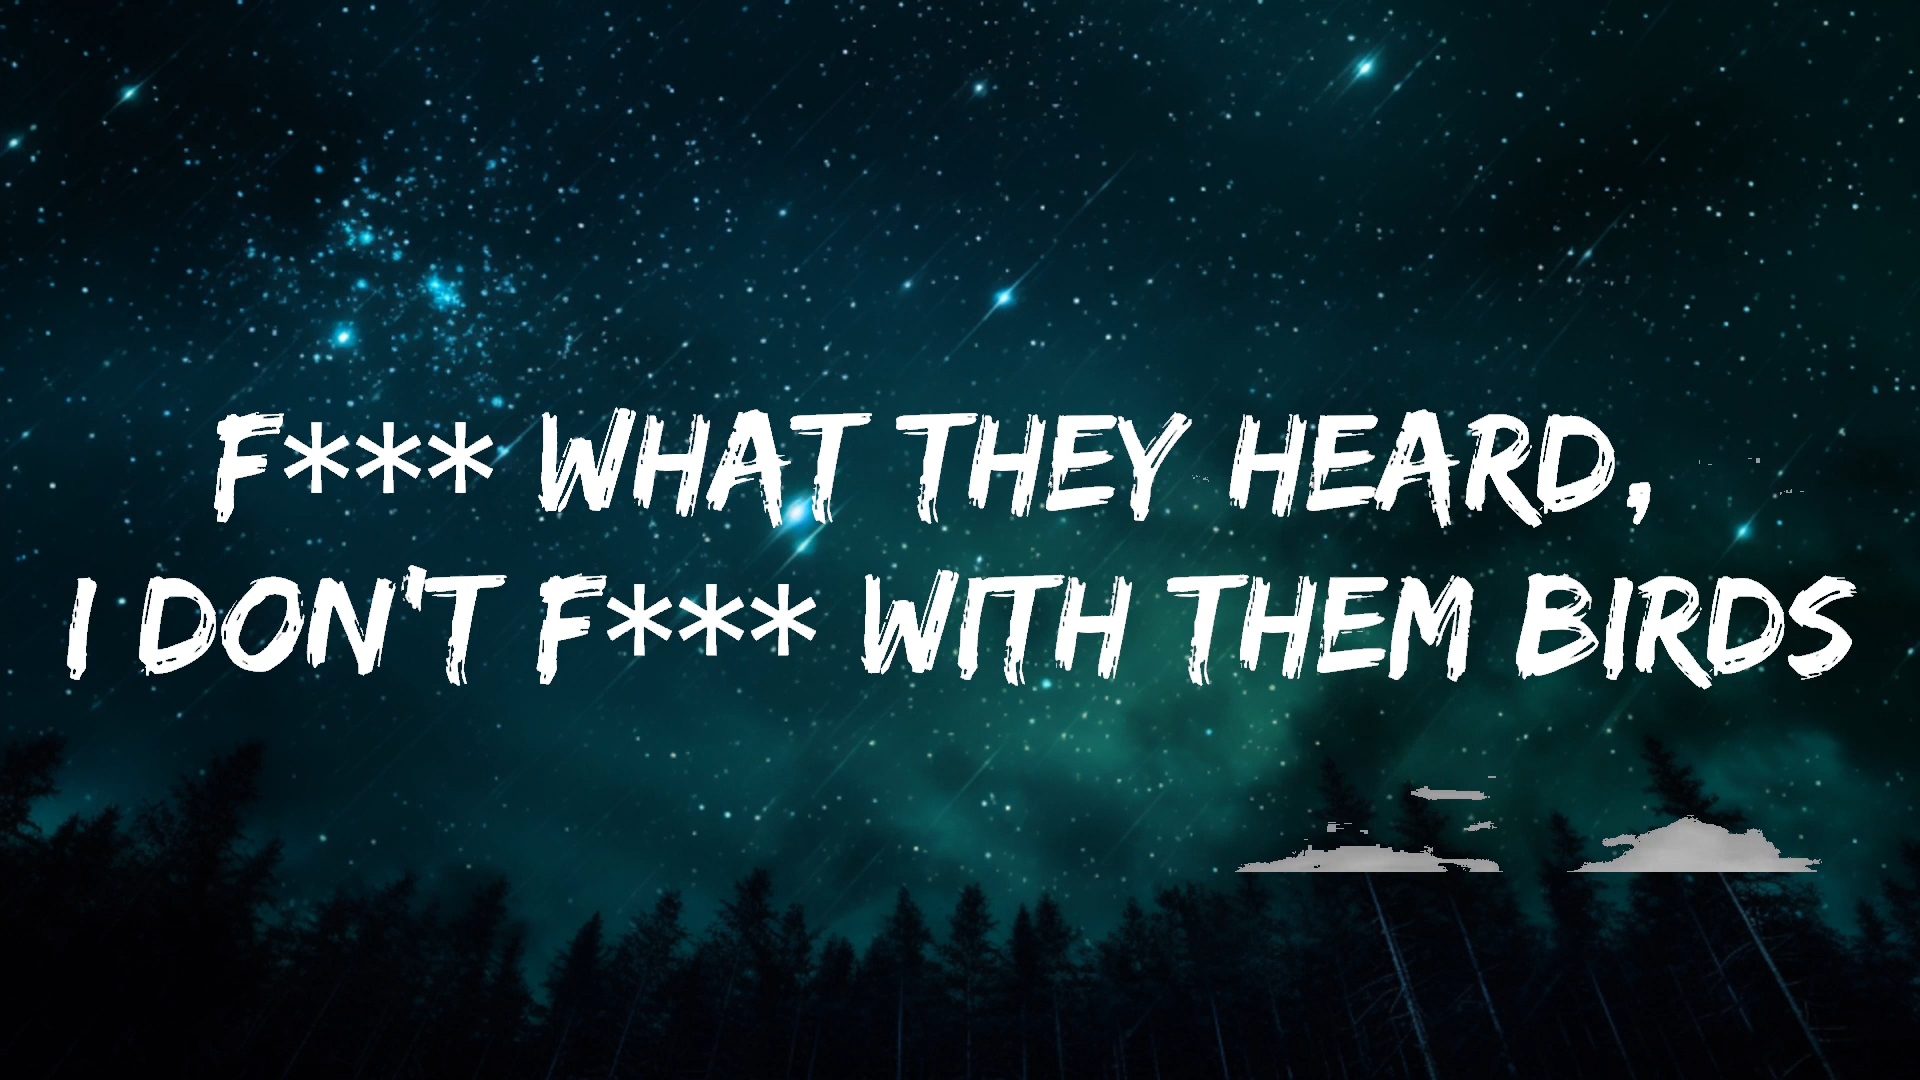 F*** WHAT THEY HEARD,
I DON'T F*** WITH THEM BIRDS